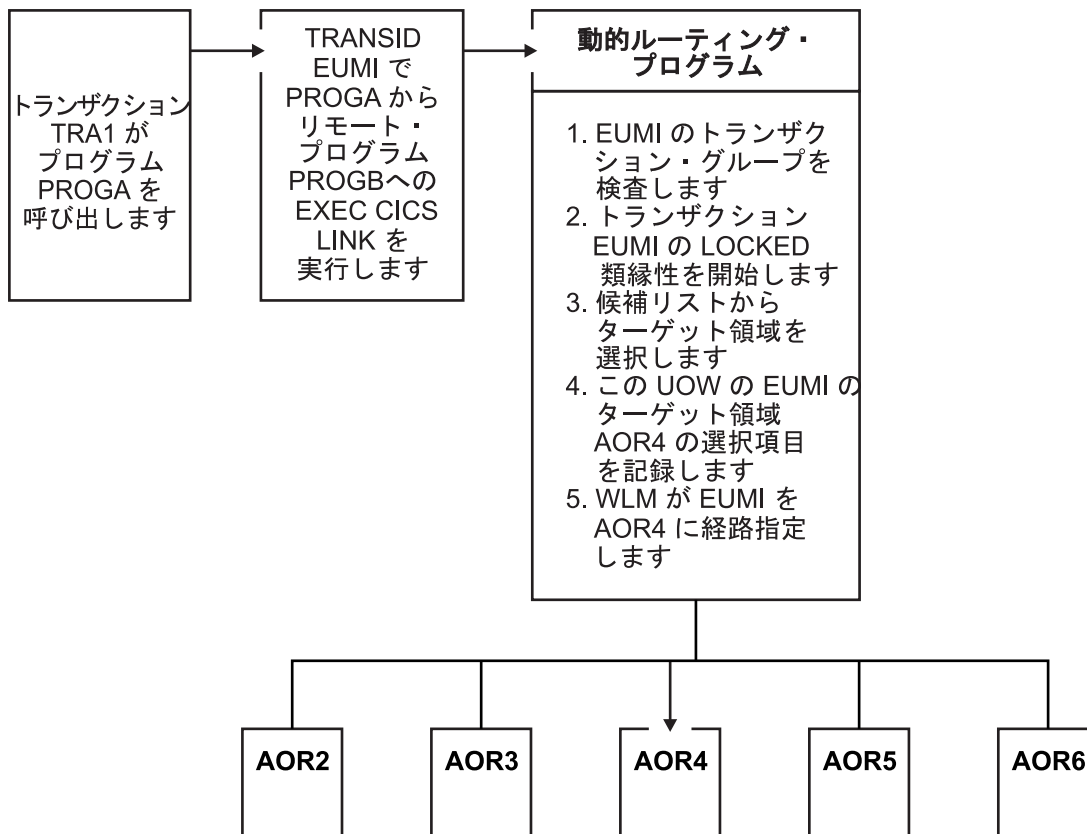 トランザクション
TRA1 が
プログラム
PROGA を
呼び出します
TRANSID
EUMI で
PROGA から
リモート・
プログラム
PROGBへの
EXEC CICS
LINK を
実行します
動的ルーティング・
プログラム
1. EUMI のトランザク
ション・グループを
検査します
2. トランザクション
EUMI の LOCKED
類縁性を開始します
3. 候補リストから
ターゲット領域を
選択します
4. この UOW の EUMI の
ターゲット領域
AOR4 の選択項目
を記録します
5. WLM が EUMI を
AOR4 に経路指定
します
AOR2
AOR3
AOR4
AOR5
AOR6